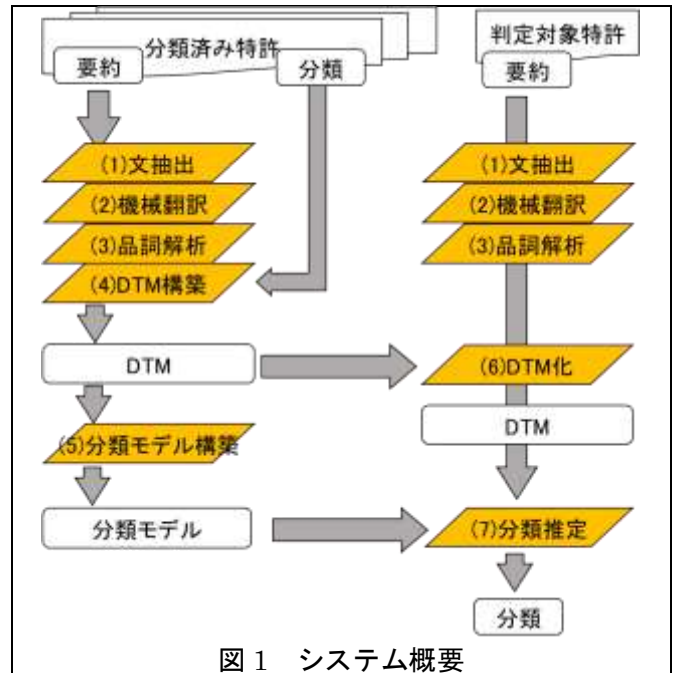 分類済み特許
要約
分類
(1)文抽出
(2)機械翻訳
(3)品詞解析
(4)DTM構築
DTM
(5)分類モデル構築
分類モデル
判定対象特許
要約
(1)文抽出
(2)機械翻訳
(3)品詞解析
(6)DTM化
DTM
(7)分類推定
分類
図1 システム概要